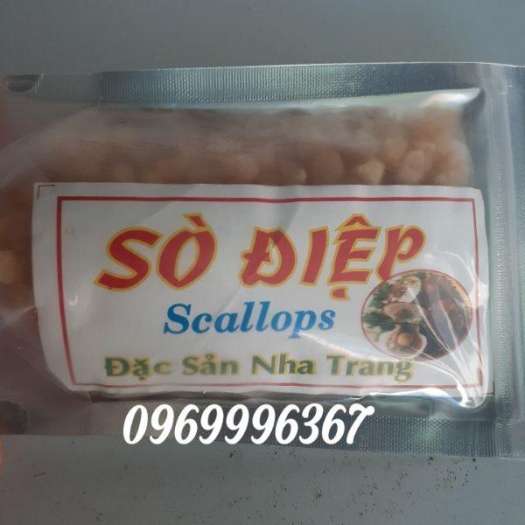 SÒ ĐIỆP
Scallops
Đặc Sản Nha Trang
0969996367